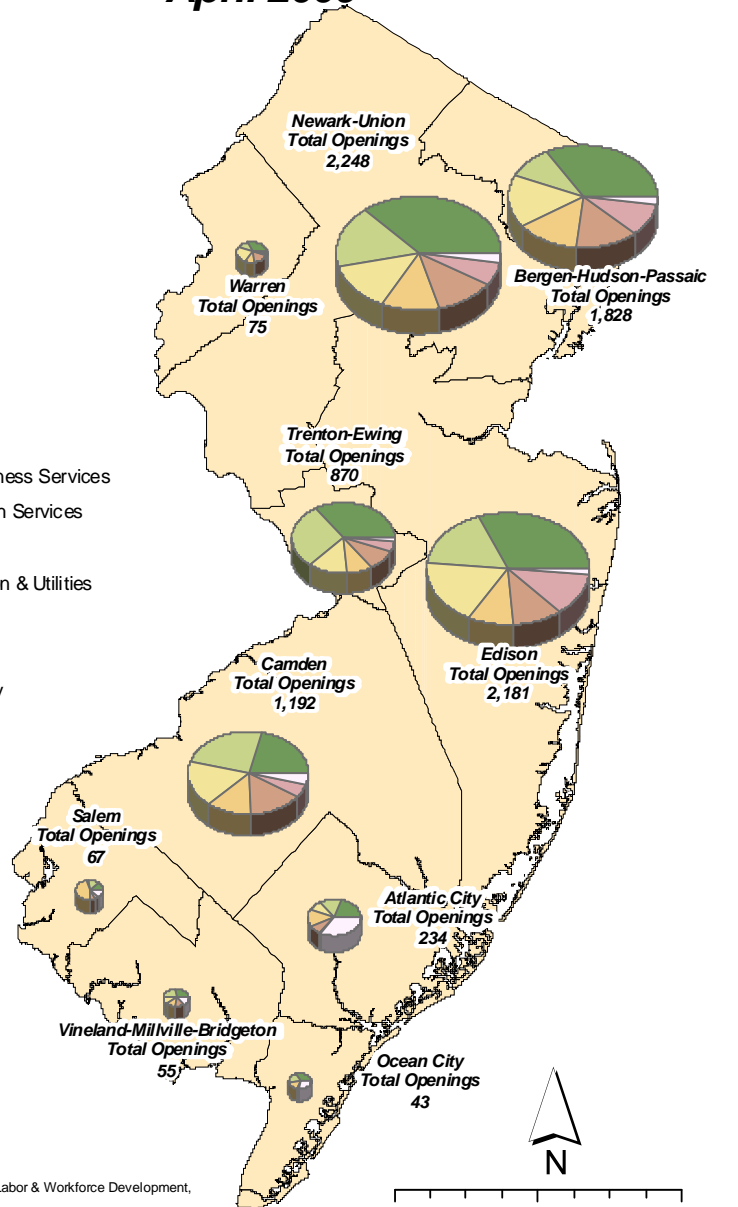 Newark-Union
Total Openings
2,248
Bergen-Hudson-Passaic
Total Openings
1,828
Warren
Total Openings
75
Trenton-Ewing
Total Openings
870
ness Services
n Services
n & Utilities
Edison
Total Openings
2,181
Camden
Total Openings
1,192
Salem
Total Openings
67
Atlantic City
Total Openings
234
Vineland-Millville-Bridgeton
Total Openings
55
Ocean City
Total Openings
43
N
Labor & Workforce Development,